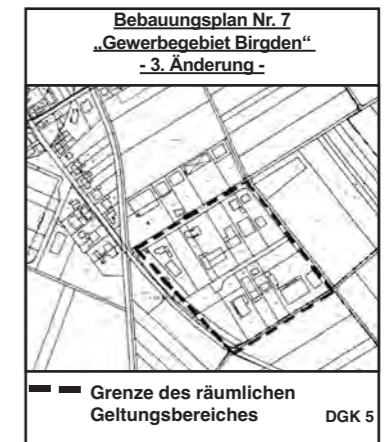 Bebauungsplan Nr. 7
„Gewerbegebiet Birgden“
- 3. Änderung -
Grenze des räumlichen
Geltungsbereiches DGK 5